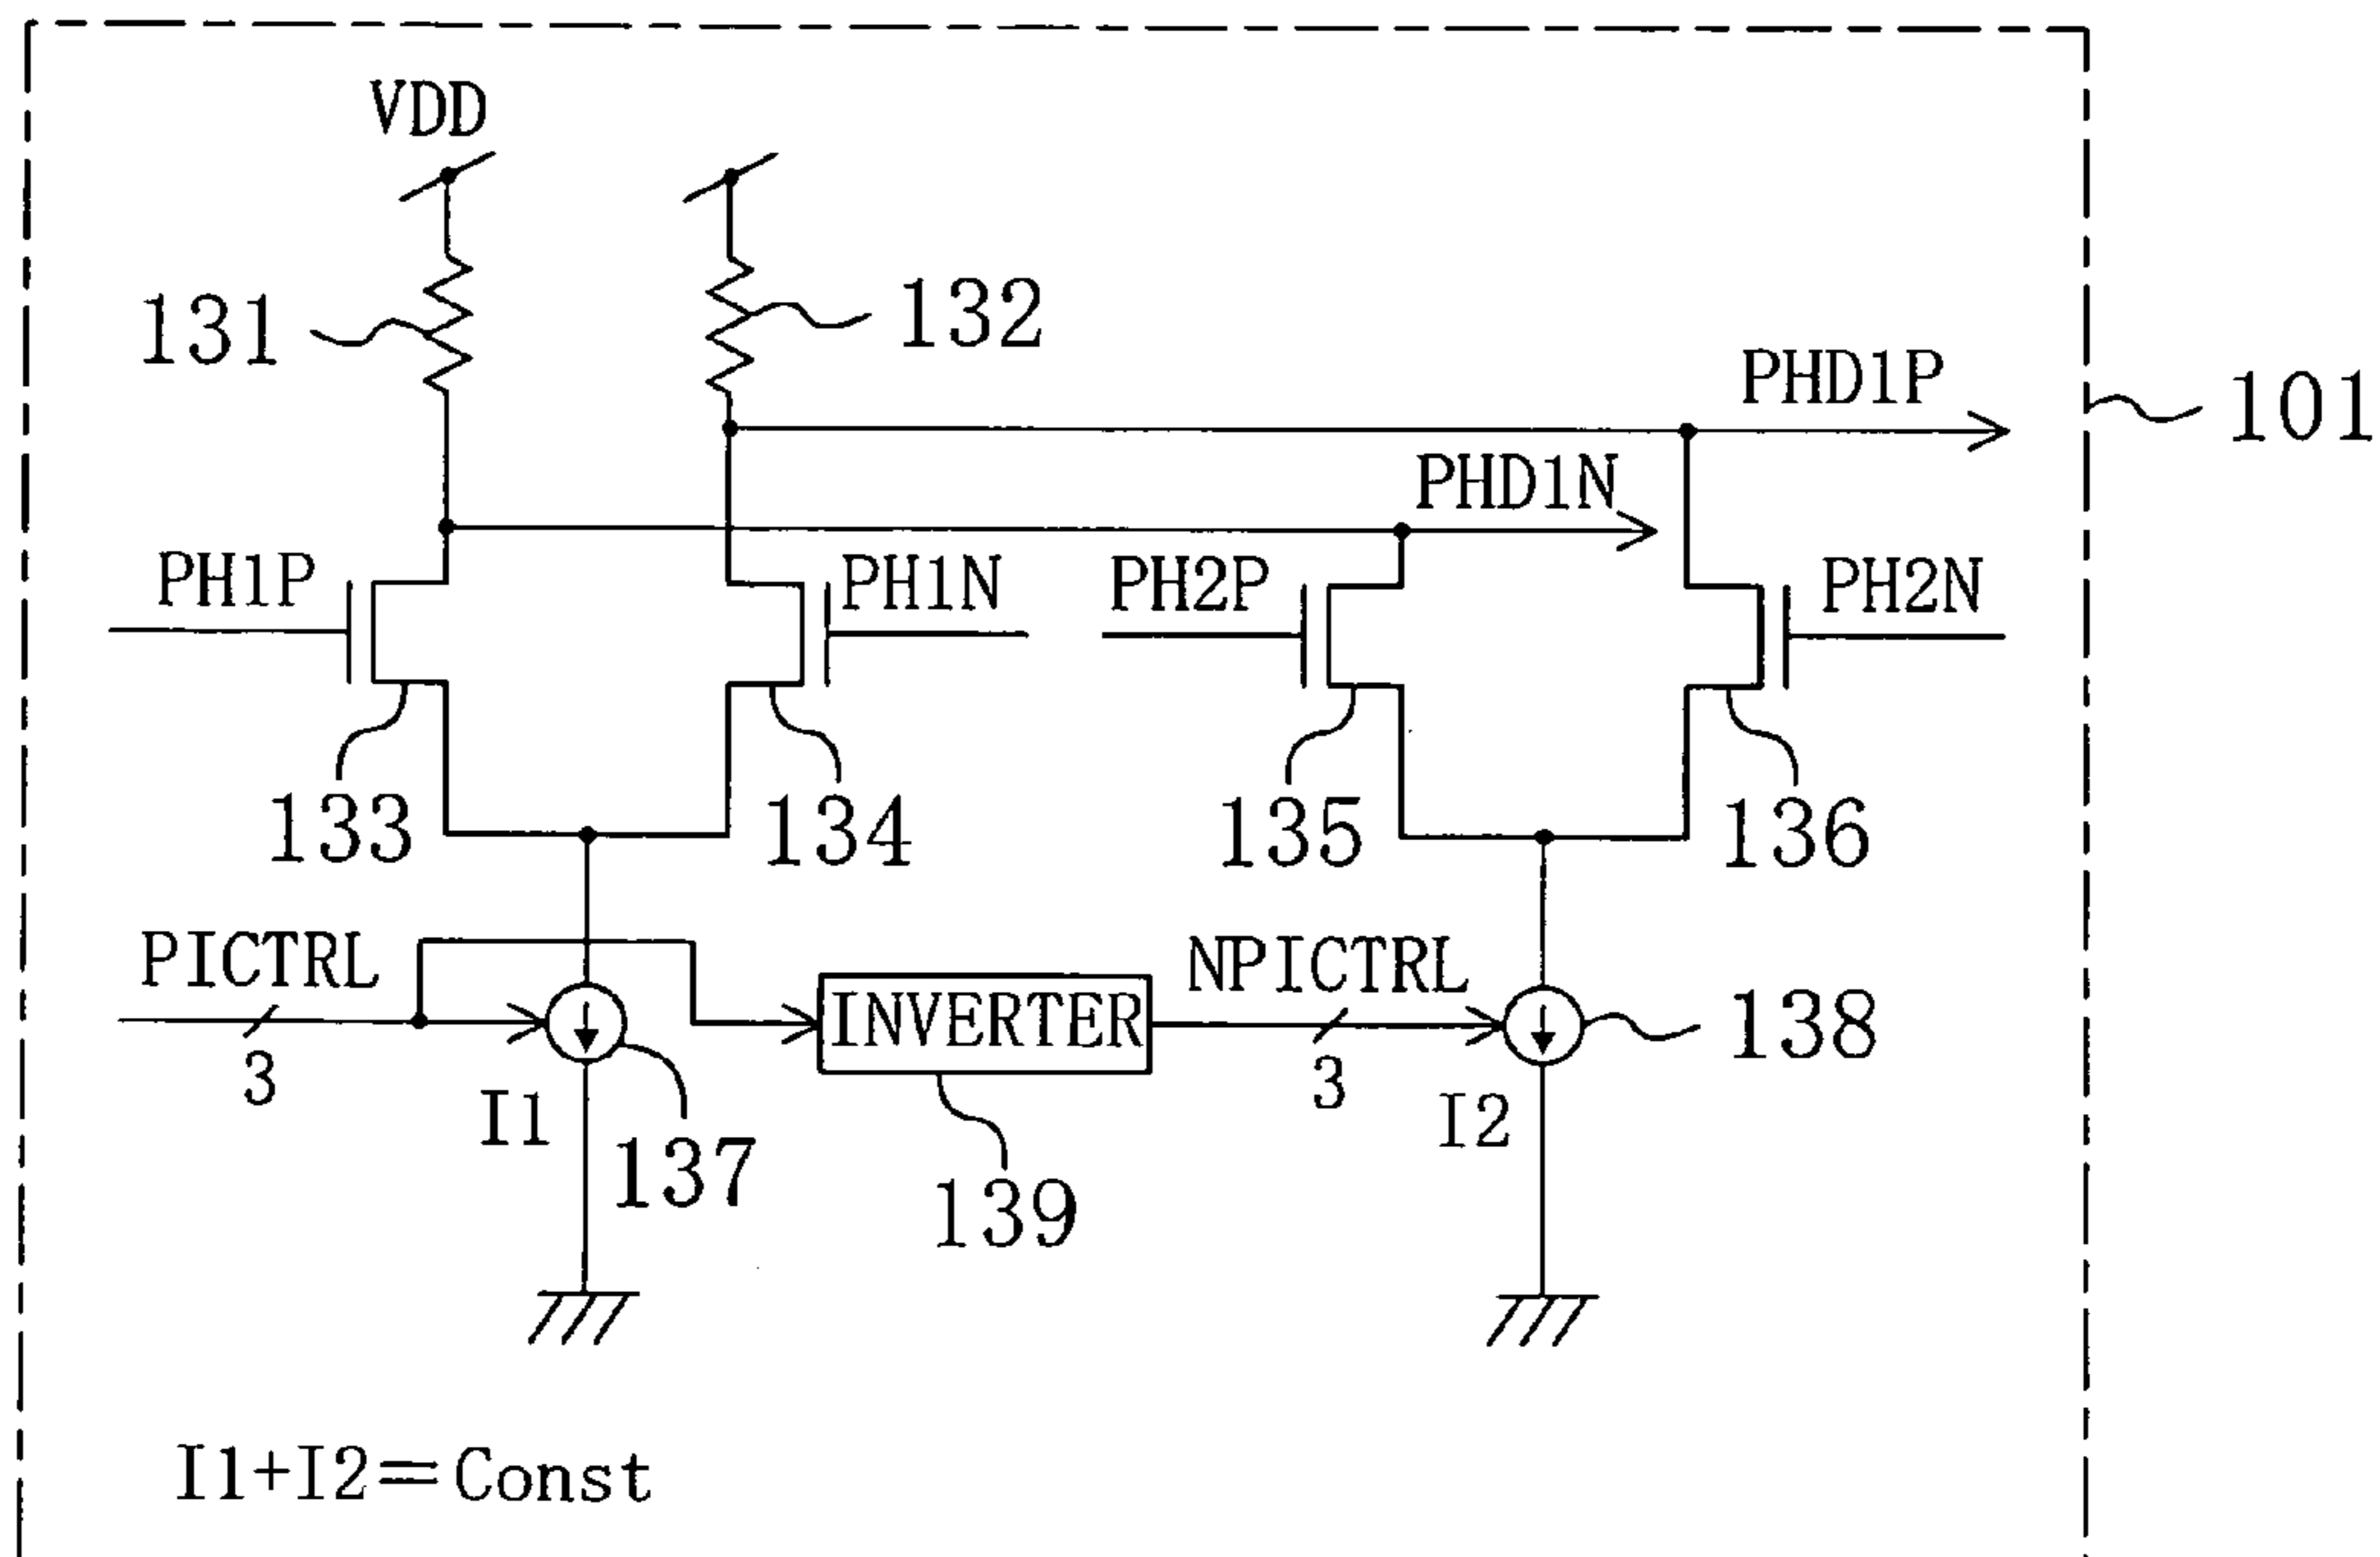 VDD
131
132
PHD1P
101
PHD1N
PH1P
PH1N
PH2P
PH2N
133
134
135
136
PICTRL
3
I1
137
INVERTER
139
NPICTRL
3
I2
138
I1+I2=Const